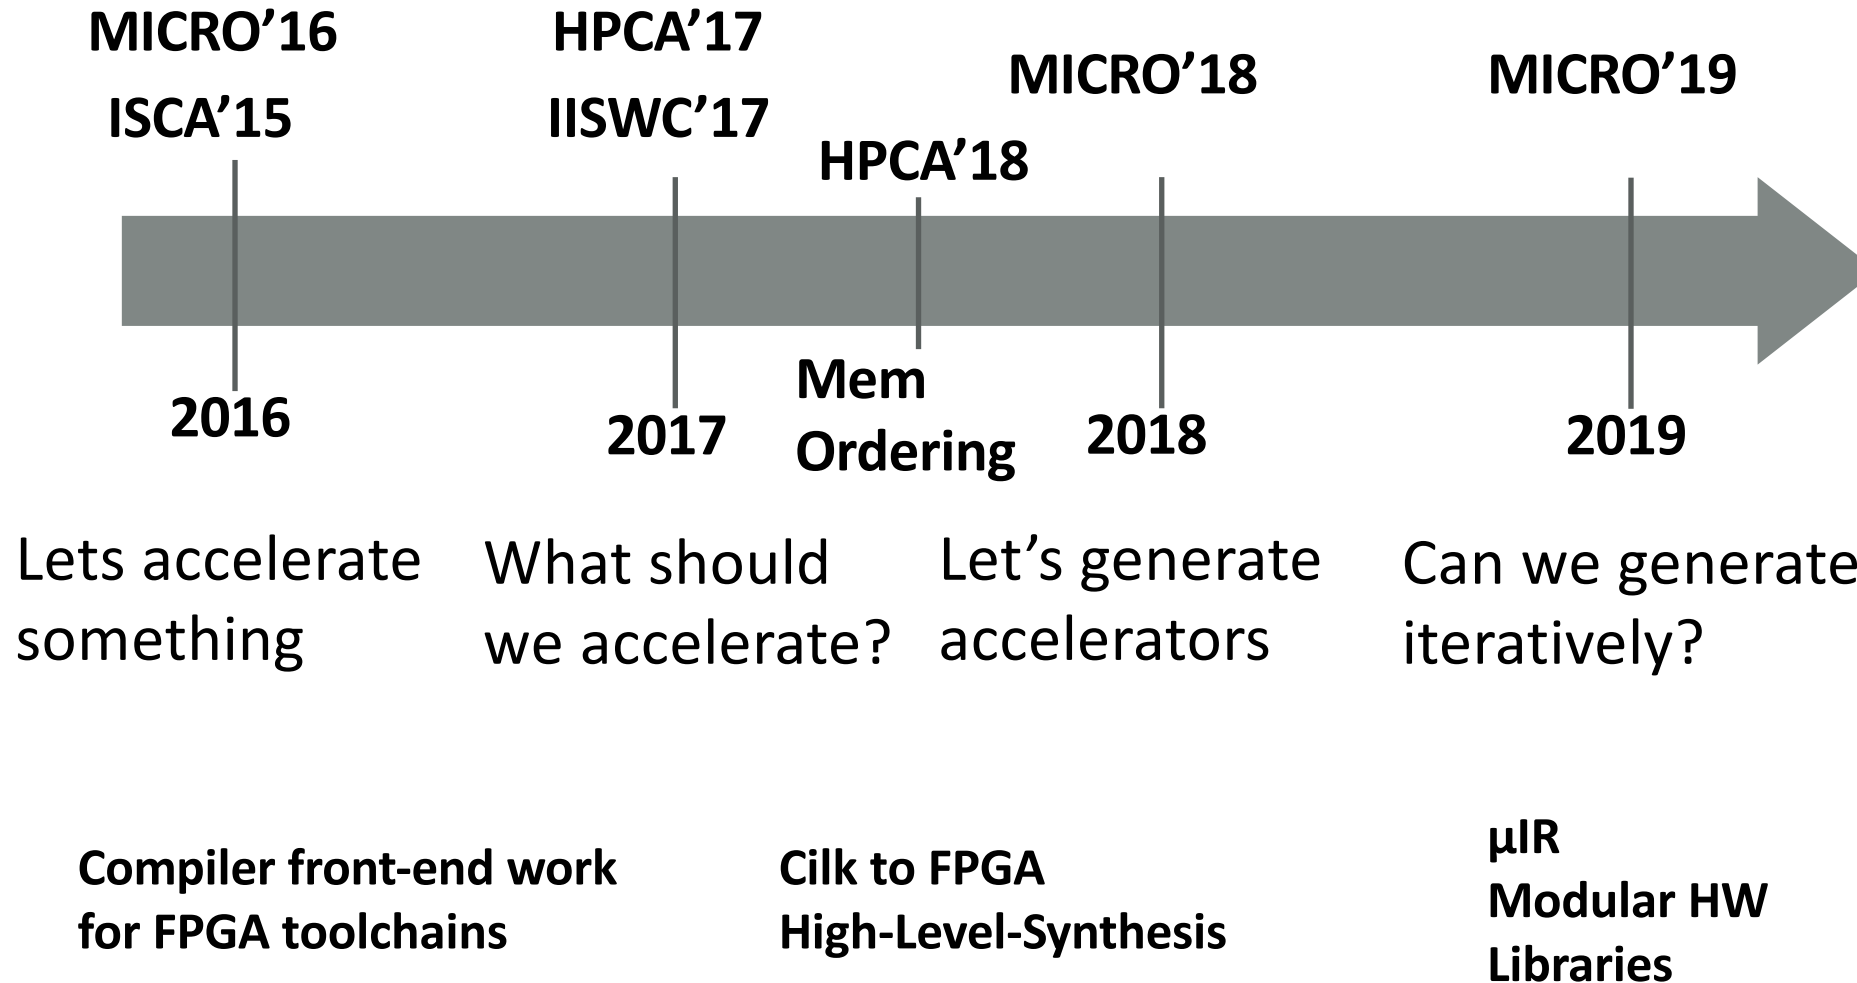 MICRO’16
ISCA’15
HPCA’17
IISWC’17
HPCA’18
MICRO’18
MICRO’19
2016
2017
Mem
Ordering
2018
2019
Lets accelerate
something
What should
we accelerate?
Let’s generate
accelerators
Can we generate
iteratively?
Compiler front-end work
for FPGA toolchains
Cilk to FPGA
High-Level-Synthesis
µIR
Modular HW
Libraries